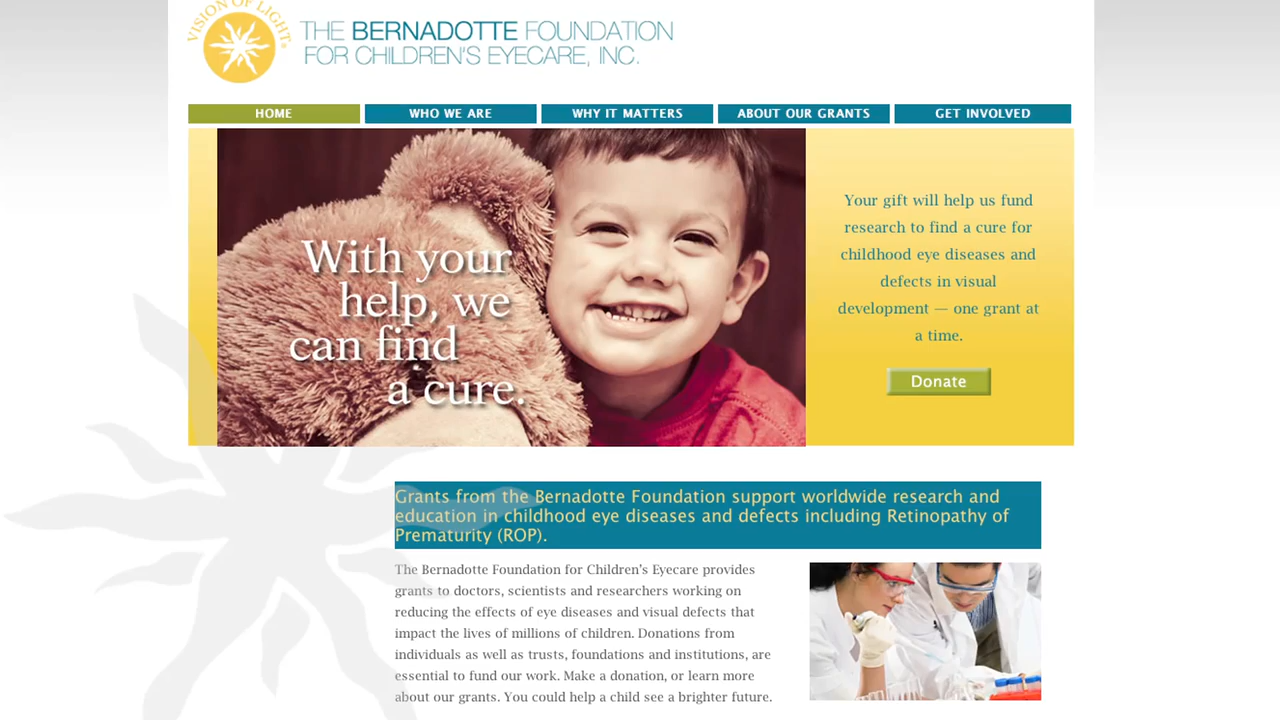 VISION OF LIGHT
THE BERNADOTTE FOUNDATION
FOR CHILDREN'S EYECARE, INC.
HOME
WHO WE ARE
WHY IT MATTERS
ABOUT OUR GRANTS
GET INVOLVED
With your
help, we
can find
a cure.
Your gift will help us fund
research to find a cure for
childhood eye diseases and
defects in visual
development — one grant at
a time.
Donate
Grants from the Bernadotte Foundation support worldwide research and
education in childhood eye diseases and defects including Retinopathy of
Prematurity (ROP).
The Bernadotte Foundation for Children's Eyecare provides
grants to doctors, scientists and researchers working on
reducing the effects of eye diseases and visual defects that
impact the lives of millions of children. Donations from
individuals as well as trusts, foundations and institutions, are
essential to fund our work. Make a donation, or learn more
about our grants. You could help a child see a brighter future.